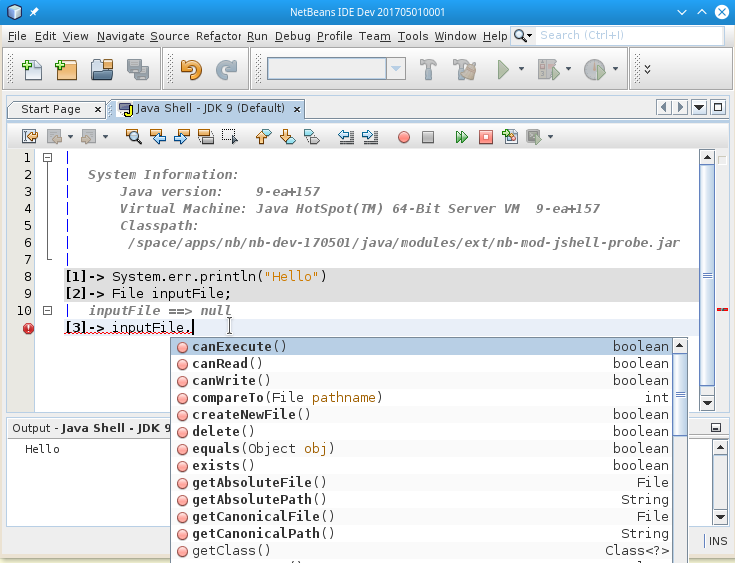 NetBeans IDE Dev 201705010001
File Edit View Navigate Source Refactor Run Debug Profile Team Tools Window Help Search (Ctrl+I)
Start Page Java Shell - JDK 9 (Default)
1 |
2 | System Information:
3 | Java version: 9-ea+157
4 | Virtual Machine: Java HotSpot(TM) 64-Bit Server VM 9-ea+157
5 | Classpath:
6 | /space/apps/nb/nb-dev-170501/java/modules/ext/nb-mod-jshell-probe.jar
7 |
8 [1]-> System.err.println("Hello")
9 [2]-> File inputFile;
10 | inputFile ==> null
[3]-> inputFile.
canExecute() boolean
canRead() boolean
canWrite() boolean
compareTo(File pathname) int
createNewFile() boolean
delete() boolean
equals(Object obj) boolean
exists() boolean
getAbsoluteFile() File
getAbsolutePath() String
getCanonicalFile() File
getCanonicalPath() String
getClass() Class<?>
Output - Java Shell - JDK 9
Hello
INS